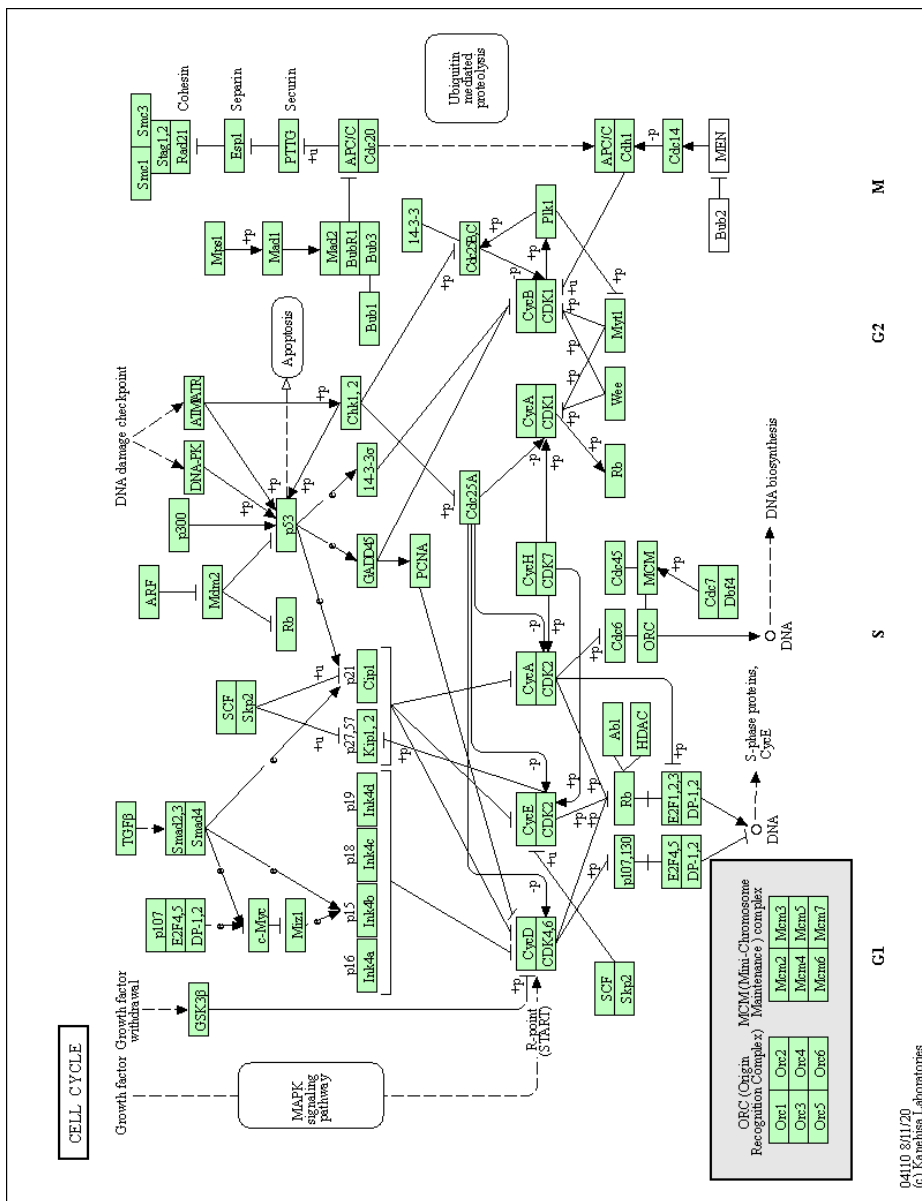 CELL CYCLE
Growth factor
Growth factor
withdrawal
MAPK
signaling
pathway
GSK3β
R-point
(START)
p107
E2F4,5
DP-1,2
TGFβ
Smad2,3
Smad4
c-Myc
Miz1
p16
Ink4a
p15
Ink4b
p18
Ink4c
p19
Ink4d
SCF
Skp2
+u
+u
p27,57
Kip1, 2
p21
Cip1
+p
ARF
Mdm2
Rb
p300
DNA damage checkpoint
DNA-PK
ATM/ATR
+p
+p
+p
+p
p53
Apoptosis
e
e
e
e
e
e
e
e
GADD45
14-3-3σ
Chk1, 2
PCNA
Mps1
+p
Mad1
Mad2
BubR1
Bub3
Bub1
Smc1
Smc3
Stag1,2
Rad21
Cohesin
Esp1
Separin
PTTG
Securin
+u
APC/C
Cdc20
Ubiquitin
mediated
proteolysis
14-3-3
+p
Cdc25B,C
+p
Cdc25A
+p
CycD
CDK4,6
+p
-p
CycE
CDK2
-p
+u
+p
CycA
CDK2
-p
+p
CycH
CDK7
CycA
CDK1
-p
+p
+p
+p
CycB
CDK1
-p
+p
+p
+p
+u
+p
Plk1
+p
APC/C
Cdh1
-p
Cdc14
MEN
Bub2
Myt1
Wee
Rb
SCF
Skp2
+p
+p
p107,130
E2F4,5
DP-1,2
Rb
Abl
HDAC
E2F1,2,3
DP-1,2
+p
DNA
S-phase proteins,
CycE
+p
Cdc6
ORC
Cdc45
MCM
+p
Cdc7
Dbf4
DNA
DNA biosynthesis
G1
S
G2
M
ORC (Origin
Recognition Complex)
Orc1
Orc2
Orc3
Orc4
Orc5
Orc6
MCM (Mini-Chromosome
Maintenance ) complex
Mcm2
Mcm3
Mcm4
Mcm5
Mcm6
Mcm7
04110 8/11/20
(c) Kanehisa Laboratories